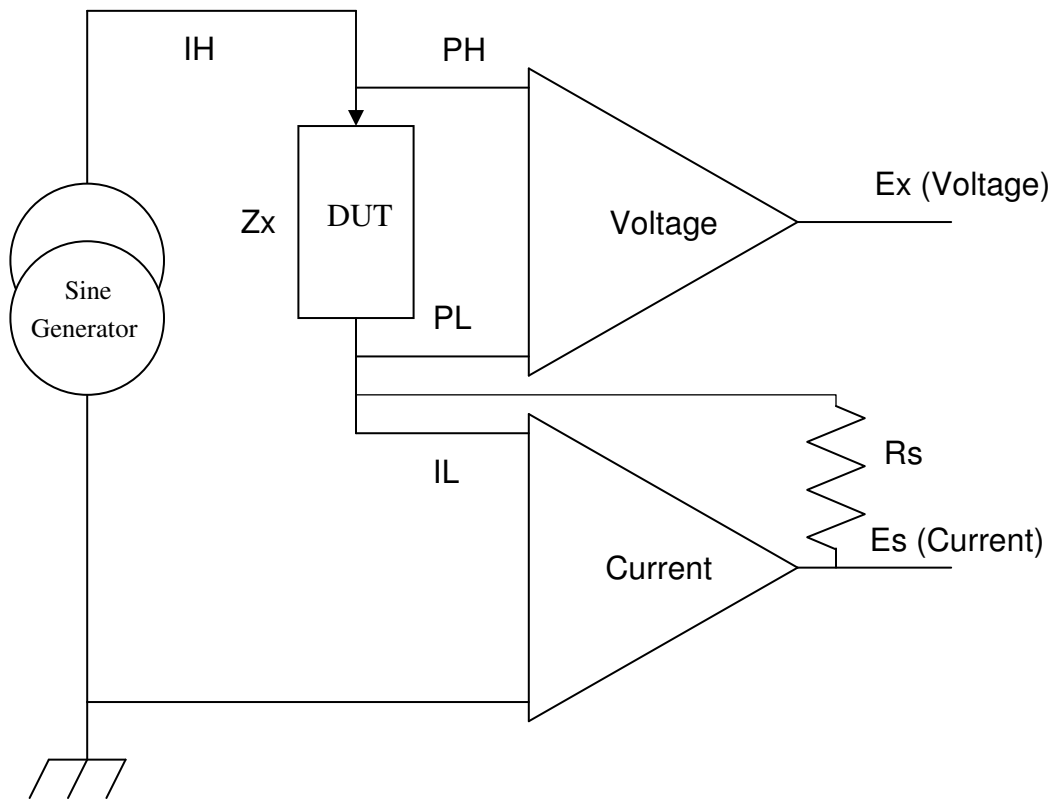 IH
PH
Ex (Voltage)
Zx
DUT
Voltage
Sine
Generator
PL
Rs
IL
Es (Current)
Current